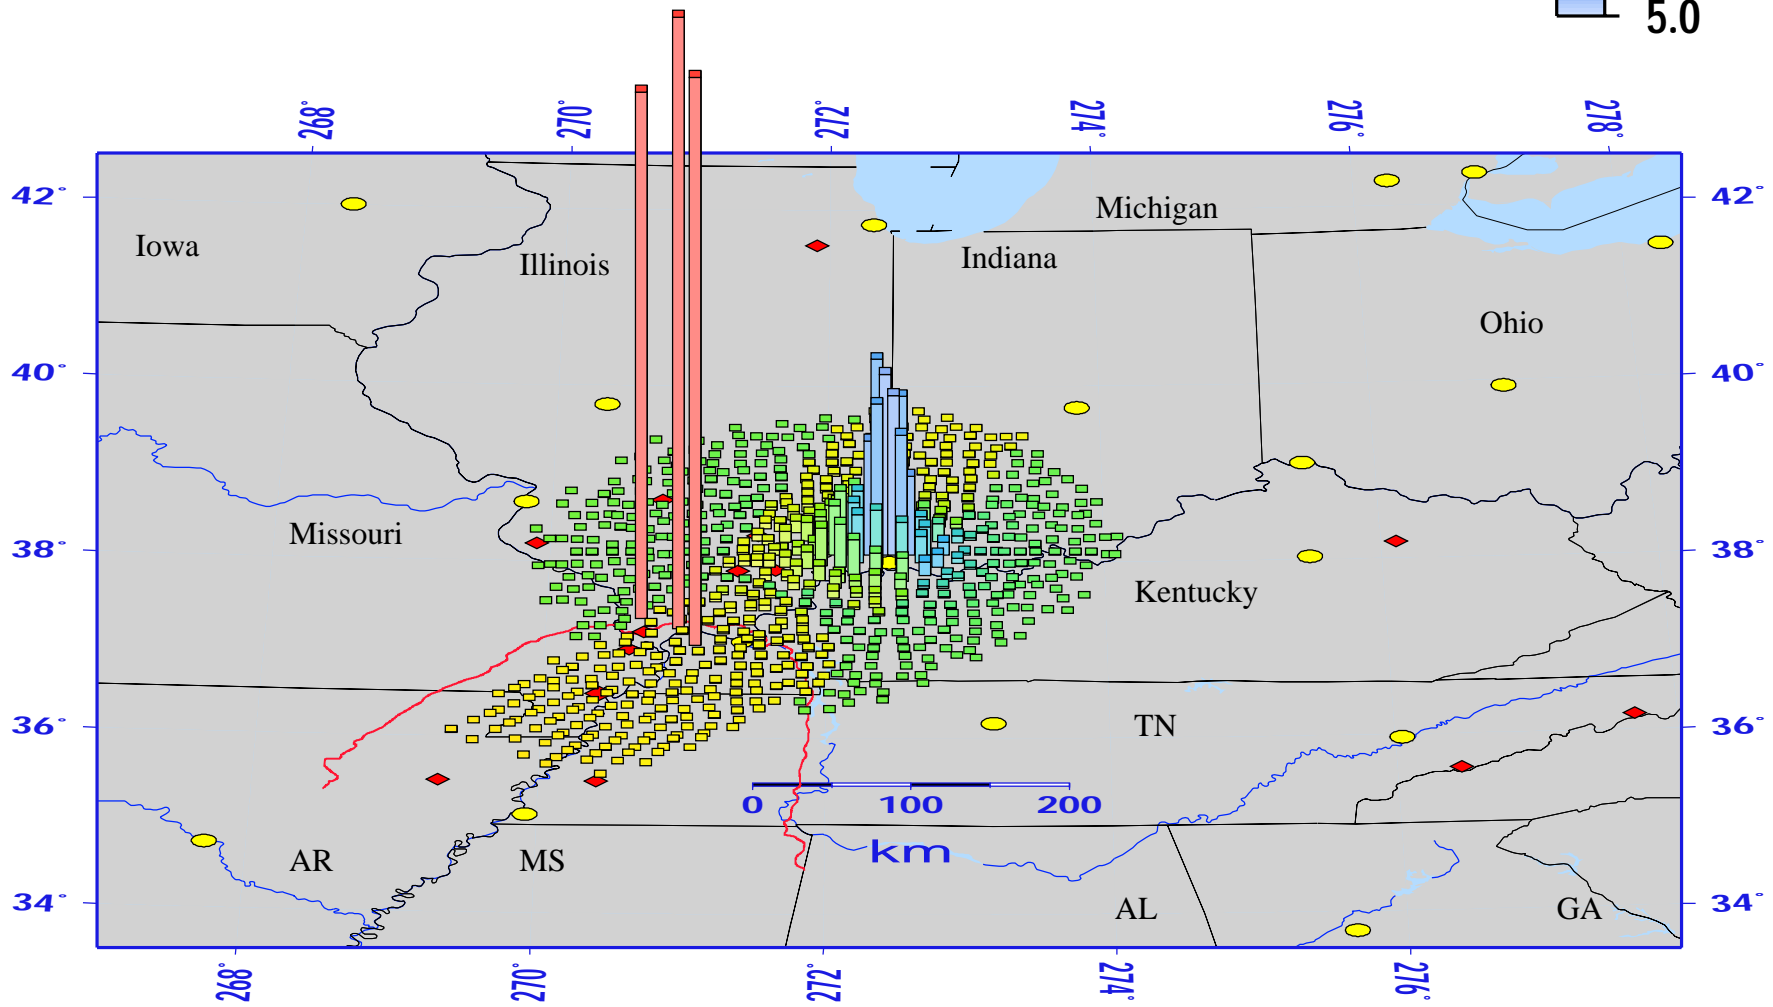 5.0
268° 270° 272° 274° 276° 278°
42° 42°
Michigan
Iowa Illinois Indiana
Ohio
40° 40°
Missouri
38° 38°
Kentucky
36° TN 36°
0 100 200
km
AR MS
34° AL GA 34°
268° 270° 272° 274° 276°